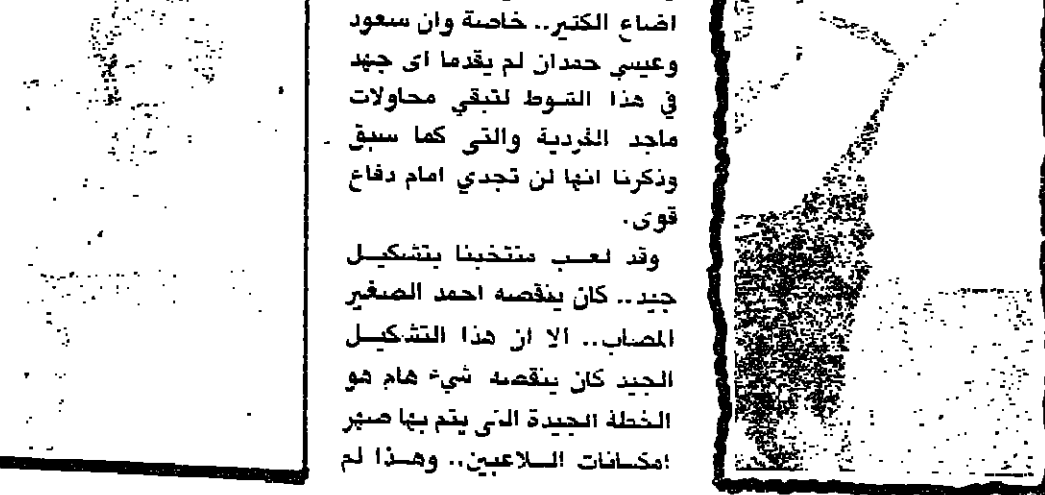 اضاع الكثير.. خاصة وان سعود
وعيسي حمدان لم يقدما اى جهد
في هذا الشوط لتبقي محاولات
ماجد الفردية والتى كما سبق
وذكرنا انها لن تجدي امام دفاع
قوى.
وقد لعب منتخبنا بتشكيل
جيد.. كان ينقصه احمد الصغير
المصاب.. الا ان هذا التشكيل
الجيد كان ينقصه شيء هام هو
الخطة الجيدة التى يتم بها صهر
امكانات اللاعبين.. وهذا لم